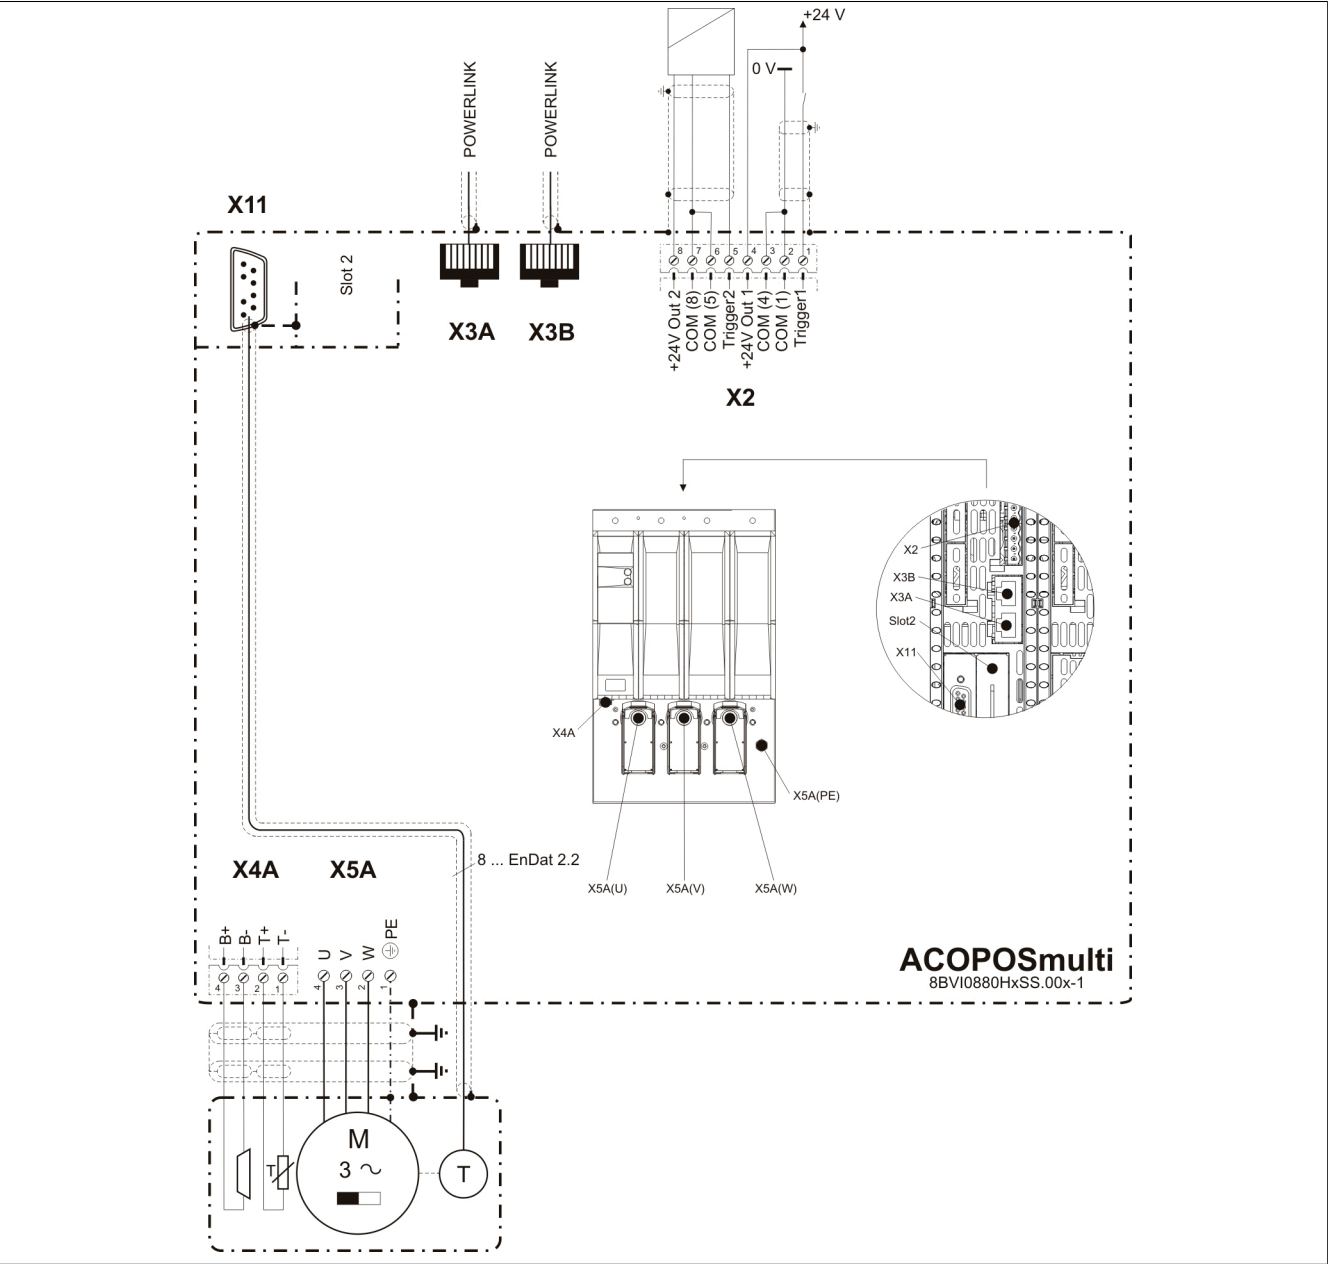 +24 V
0 V
POWERLINK
POWERLINK
X11
Slot 2
X3A
X3B
8 7 6 5 4 3 2 1
+24V Out 2
COM (8)
COM (5)
Trigger2
+24V Out 1
COM (4)
COM (1)
Trigger1
X2
X2
X3B
X3A
Slot2
X11
X4A
X5A(PE)
X5A(U)
X5A(V)
X5A(W)
8 ... EnDat 2.2
X4A
X5A
B+
B-
T+
T-
U
V
W
PE
4 3 2 1
4 3 2 1
ACOPOSmulti
8BVI0880HxSS.00x-1
M
3
T
T